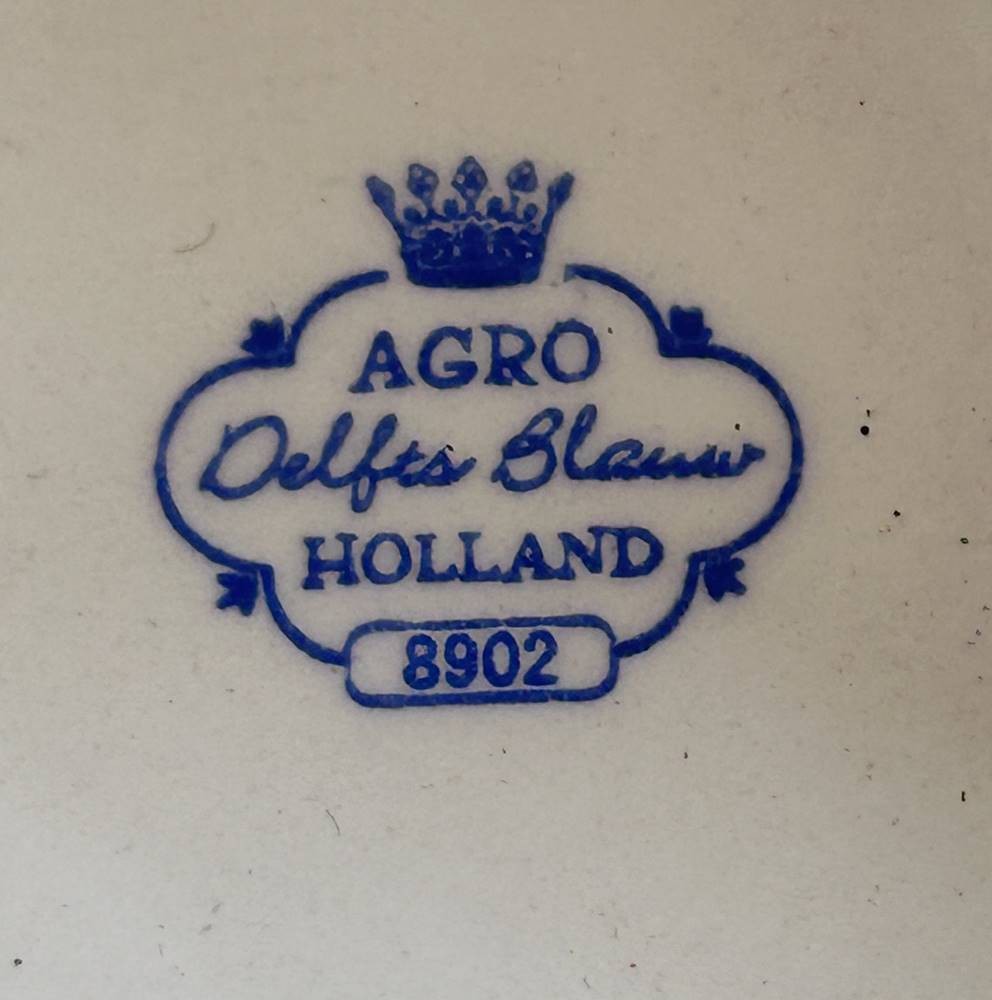 AGRO
Delfts Blauw
HOLLAND
8902